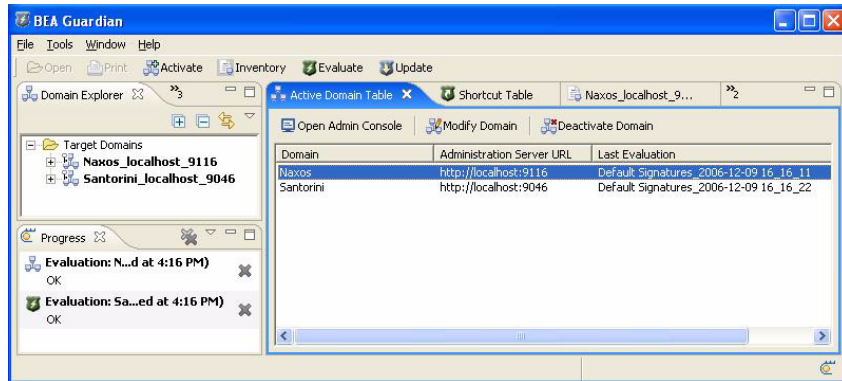 BEA Guardian
File Tools Window Help
Open Print Activate Inventory Evaluate Update
Domain Explorer
»3
Target Domains
Naxos_localhost_9116
Santorini_localhost_9046
Progress
Evaluation: N...d at 4:16 PM)
OK
Evaluation: Sa...ed at 4:16 PM)
OK
Active Domain Table Shortcut Table Naxos_localhost_9... »2
Open Admin Console Modify Domain Deactivate Domain
Domain Administration Server URL Last Evaluation
Naxos http://localhost:9116 Default Signatures_2006-12-09 16_16_11
Santorini http://localhost:9046 Default Signatures_2006-12-09 16_16_22